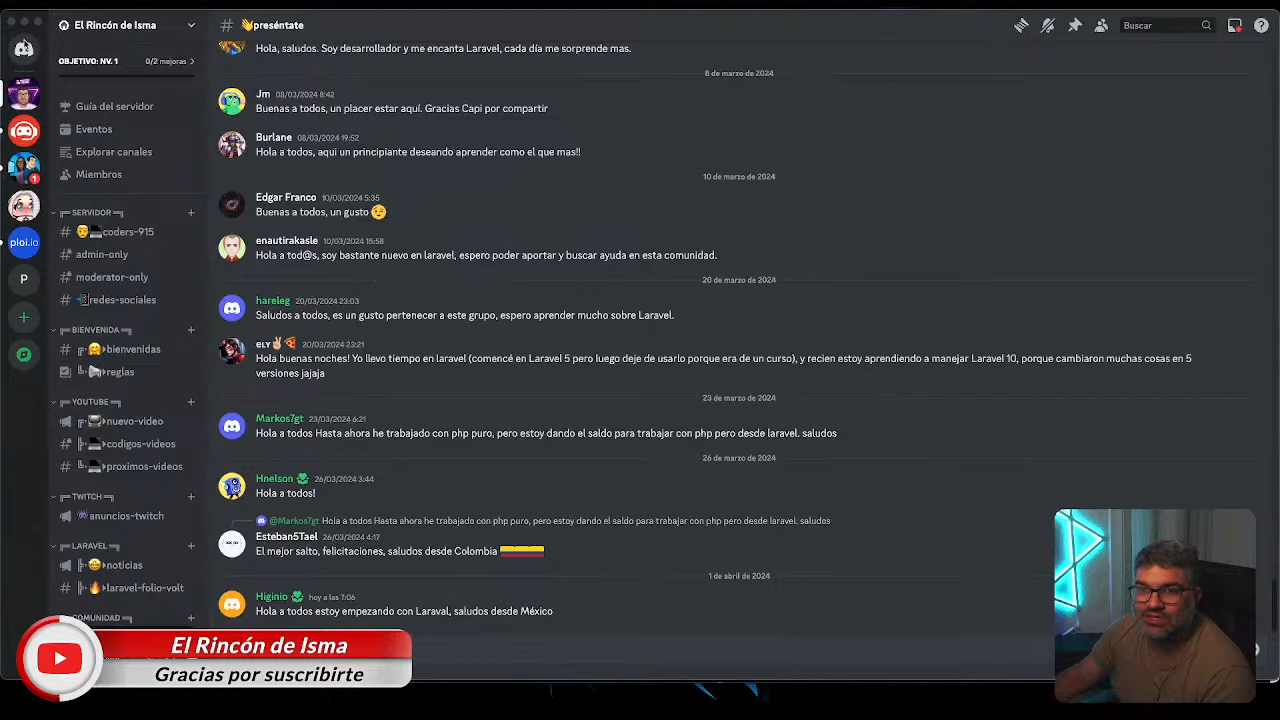 El Rincón de Isma
OBJETIVO: NV. 1 0/2 mejoras
Guía del servidor
Eventos
Explorar canales
Miembros
SERVIDOR
coders-915
admin-only
moderator-only
redes-sociales
BIENVENIDA
bienvenidas
reglas
YOUTUBE
nuevo-video
codigos-videos
proximos-videos
TWITCH
anuncios-twitch
LARAVEL
noticias
laravel-folio-volt
COMUNIDAD
ploi.io
P
1
# 👋preséntate
Buscar
Hola, saludos. Soy desarrollador y me encanta Laravel, cada día me sorprende mas.
8 de marzo de 2024
Jm 08/03/2024 8:42
Buenas a todos, un placer estar aquí. Gracias Capi por compartir
Burlane 08/03/2024 19:52
Hola a todos, aqui un principiante deseando aprender como el que mas!!
10 de marzo de 2024
Edgar Franco 10/03/2024 5:35
Buenas a todos, un gusto 😉
enautirakasle 10/03/2024 15:58
Hola a tod@s, soy bastante nuevo en laravel, espero poder aportar y buscar ayuda en esta comunidad.
20 de marzo de 2024
hareleg 20/03/2024 23:03
Saludos a todos, es un gusto pertenecer a este grupo, espero aprender mucho sobre Laravel.
ELY✌🏻🍕 20/03/2024 23:21
Hola buenas noches! Yo llevo tiempo en laravel (comencé en Laravel 5 pero luego deje de usarlo porque era de un curso), y recien estoy aprendiendo a manejar Laravel 10, porque cambiaron muchas cosas en 5
versiones jajaja
23 de marzo de 2024
Markos7gt 23/03/2024 6:21
Hola a todos Hasta ahora he trabajado con php puro, pero estoy dando el saldo para trabajar con php pero desde laravel. saludos
26 de marzo de 2024
Hnelson 26/03/2024 3:44
Hola a todos!
@Markos7gt Hola a todos Hasta ahora he trabajado con php puro, pero estoy dando el saldo para trabajar con php pero desde laravel. saludos
Esteban5Tael 26/03/2024 4:17
El mejor salto, felicitaciones, saludos desde Colombia
1 de abril de 2024
Higinio hoy a las 7:06
Hola a todos estoy empezando con Laraval, saludos desde México
El Rincón de Isma
Gracias por suscribirte